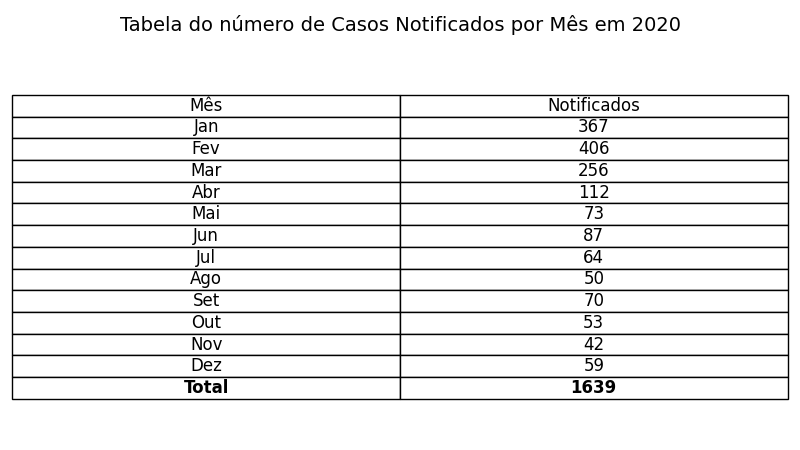 Tabela do número de Casos Notificados por Mês em 2020
Mês Notificados
Jan 367
Fev 406
Mar 256
Abr 112
Mai 73
Jun 87
Jul 64
Ago 50
Set 70
Out 53
Nov 42
Dez 59
Total 1639